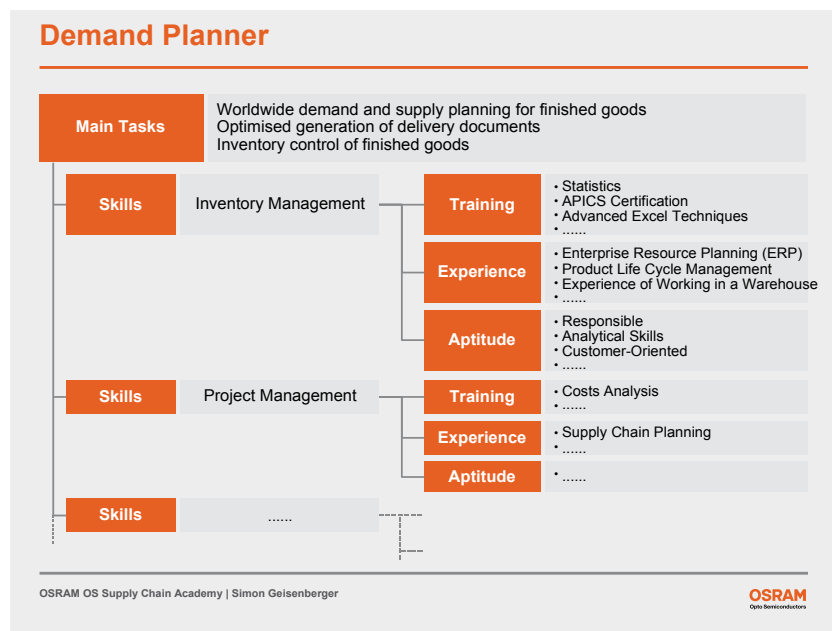 Demand Planner
Main Tasks
Worldwide demand and supply planning for finished goods
Optimised generation of delivery documents
Inventory control of finished goods
Skills
Inventory Management
Training
• Statistics
• APICS Certification
• Advanced Excel Techniques
• ......
Experience
• Enterprise Resource Planning (ERP)
• Product Life Cycle Management
• Experience of Working in a Warehouse
• ......
Aptitude
• Responsible
• Analytical Skills
• Customer-Oriented
• ......
Skills
Project Management
Training
• Costs Analysis
• ......
Experience
• Supply Chain Planning
• ......
Aptitude
• ......
Skills
......
OSRAM OS Supply Chain Academy | Simon Geisenberger
OSRAM
Opto Semiconductors